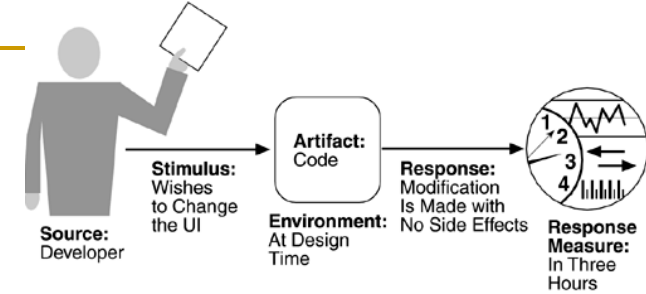 Source:
Developer
Stimulus:
Wishes
to Change
the UI
Artifact:
Code
Environment:
At Design
Time
Response:
Modification
Is Made with
No Side Effects
1
2
3
4
Response
Measure:
In Three
Hours